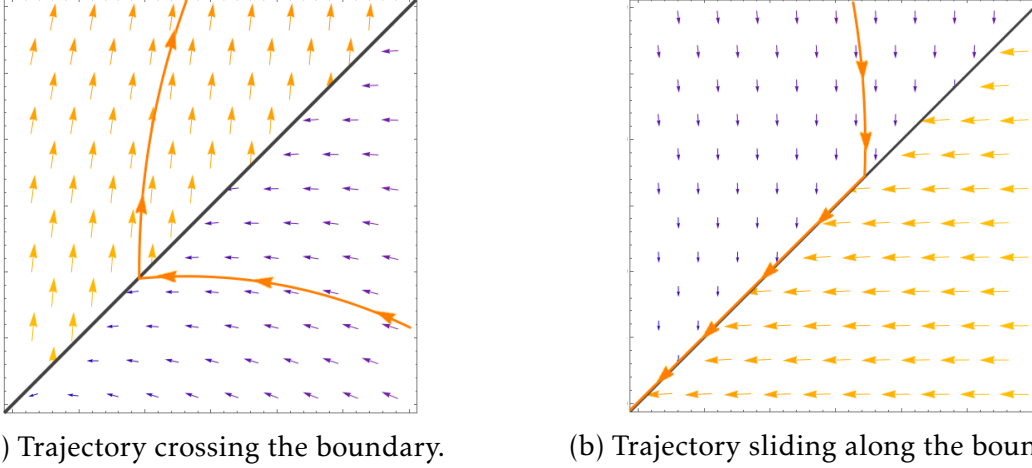 ) Trajectory crossing the boundary.
(b) Trajectory sliding along the boun